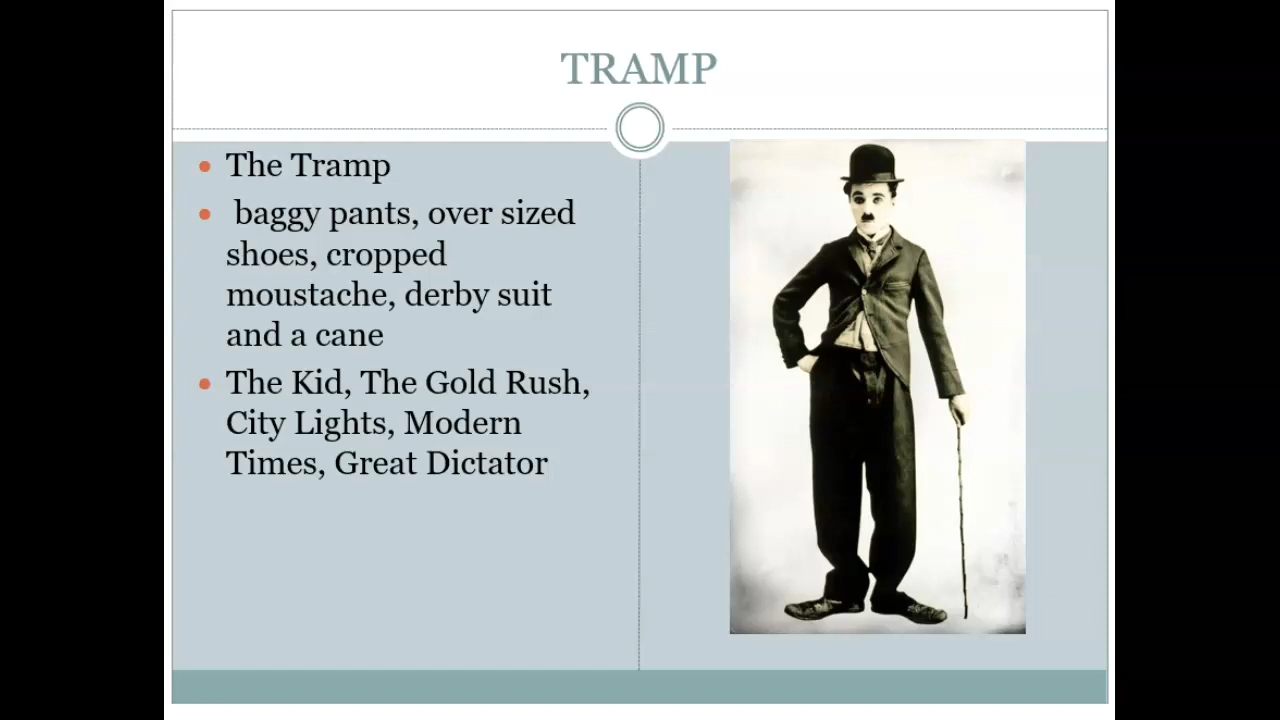 TRAMP
The Tramp
baggy pants, over sized
shoes, cropped
moustache, derby suit
and a cane
The Kid, The Gold Rush,
City Lights, Modern
Times, Great Dictator